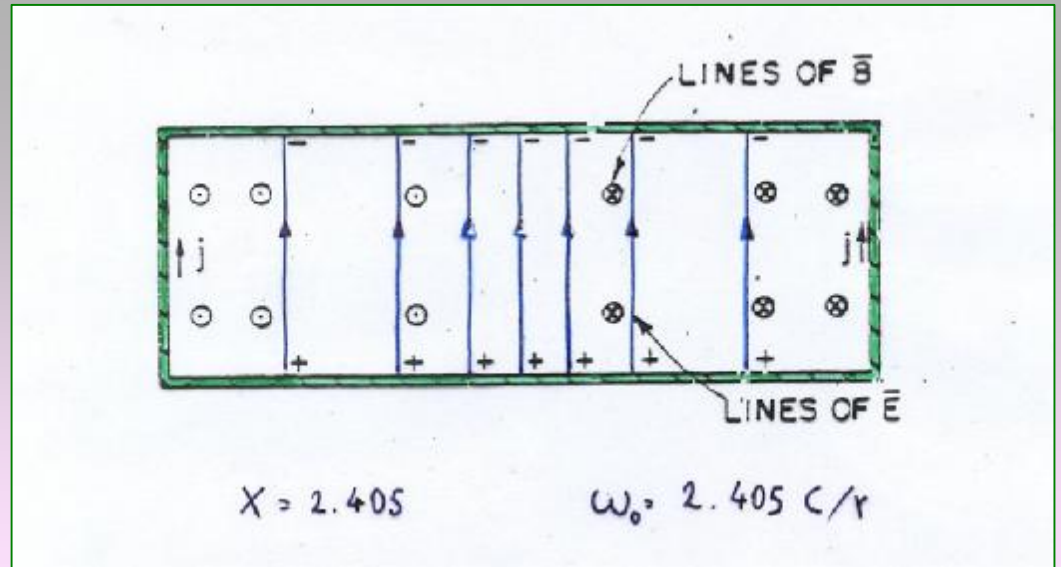 LINES OF B̄
- - - - - - -
j j
+ + + + + + +
LINES OF Ē
X = 2.405 ω₀ = 2.405 C/r